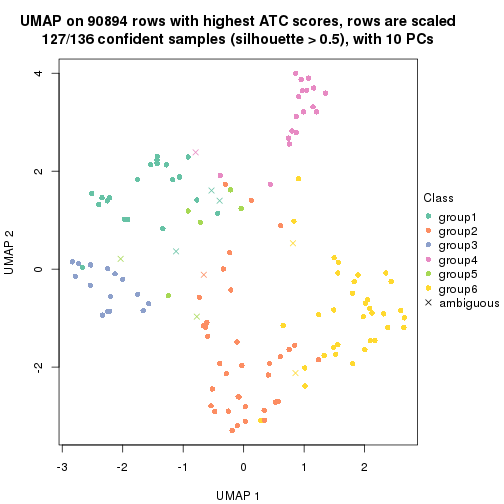 UMAP on 90894 rows with highest ATC scores, rows are scaled
127/136 confident samples (silhouette > 0.5), with 10 PCs
4
2
0
-2
UMAP 2
-3
-2
-1
0
1
2
UMAP 1
Class
group1
group2
group3
group4
group5
group6
ambiguous